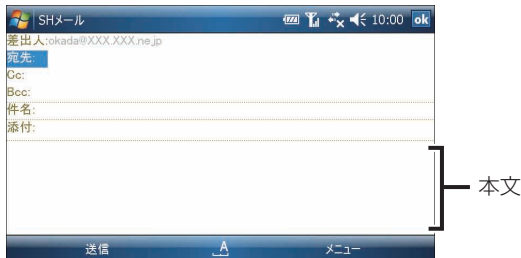 SHメール 10:00 ok
差出人:okada@XXX.XXX.ne.jp
宛先:
Cc:
Bcc:
件名:
添付:
本文
送信 A メニュー